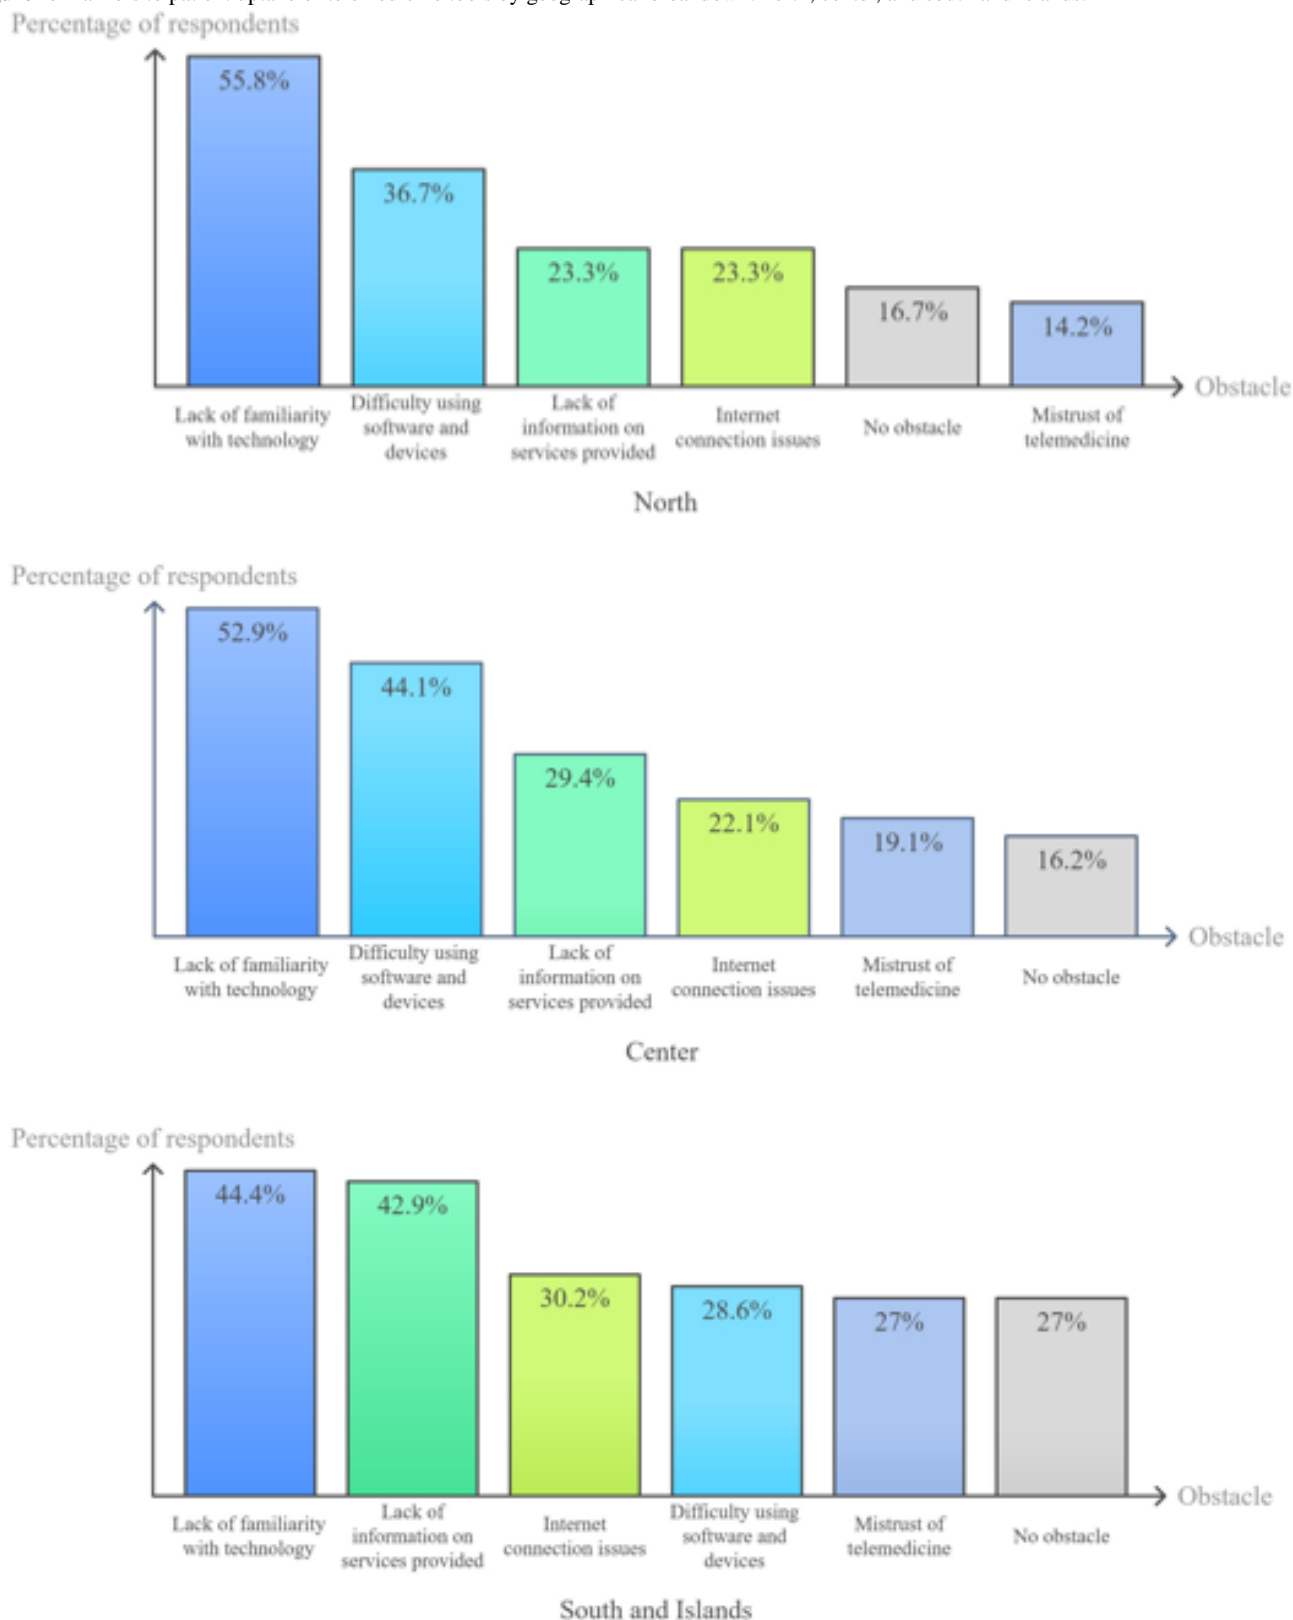 Percentage of respondents
55.8%
36.7%
23.3%
23.3%
16.7%
14.2%
Obstacle
Lack of familiarity
with technology
Difficulty using
software and
devices
Lack of
information on
services provided
Internet
connection issues
No obstacle
Mistrust of
telemedicine
North
Percentage of respondents
52.9%
44.1%
29.4%
22.1%
19.1%
16.2%
Obstacle
Lack of familiarity
with technology
Difficulty using
software and
devices
Lack of
information on
services provided
Internet
connection issues
Mistrust of
telemedicine
No obstacle
Center
Percentage of respondents
44.4%
42.9%
30.2%
28.6%
27%
27%
Obstacle
Lack of familiarity
with technology
Lack of
information on
services provided
Internet
connection issues
Difficulty using
software and
devices
Mistrust of
telemedicine
No obstacle
South and Islands